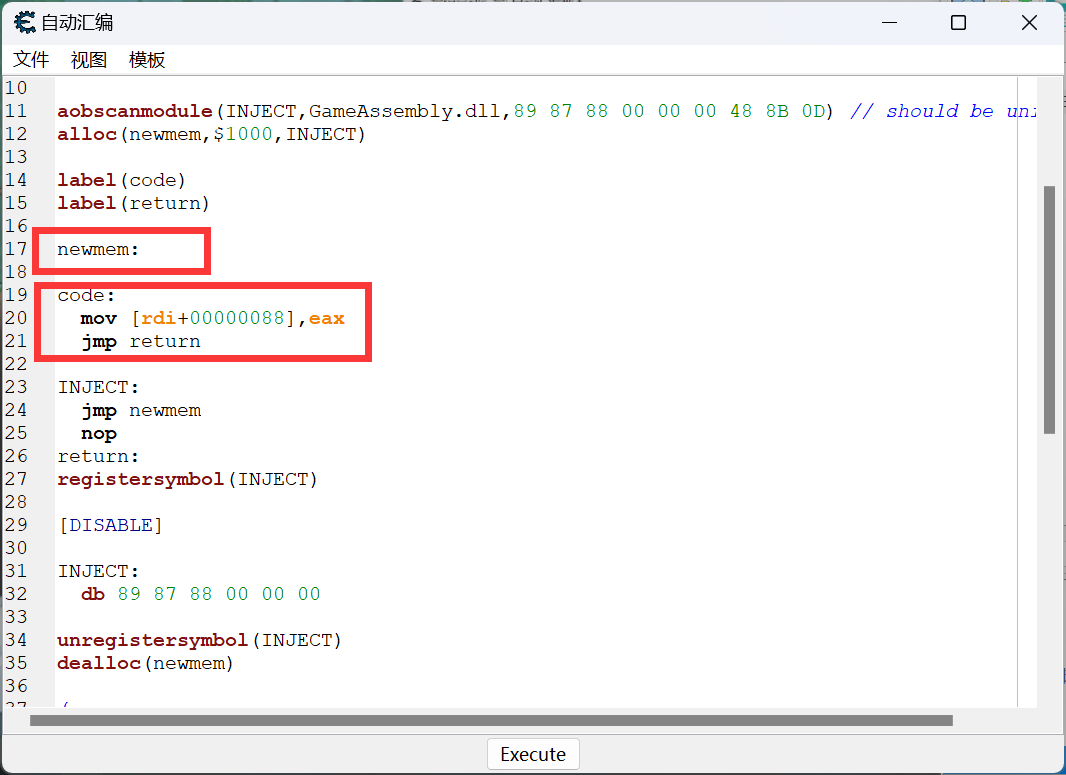 自动汇编
文件 视图 模板
10
11 aobscanmodule(INJECT,GameAssembly.dll,89 87 88 00 00 00 48 8B 0D) // should be
12 alloc(newmem,$1000,INJECT)
13
14 label(code)
15 label(return)
16
17 newmem:
18
19 code:
20 mov [rdi+00000088],eax
21 jmp return
22
23 INJECT:
24 jmp newmem
25 nop
26 return:
27 registersymbol(INJECT)
28
29 [DISABLE]
30
31 INJECT:
32 db 89 87 88 00 00 00
33
34 unregistersymbol(INJECT)
35 dealloc(newmem)
36
Execute